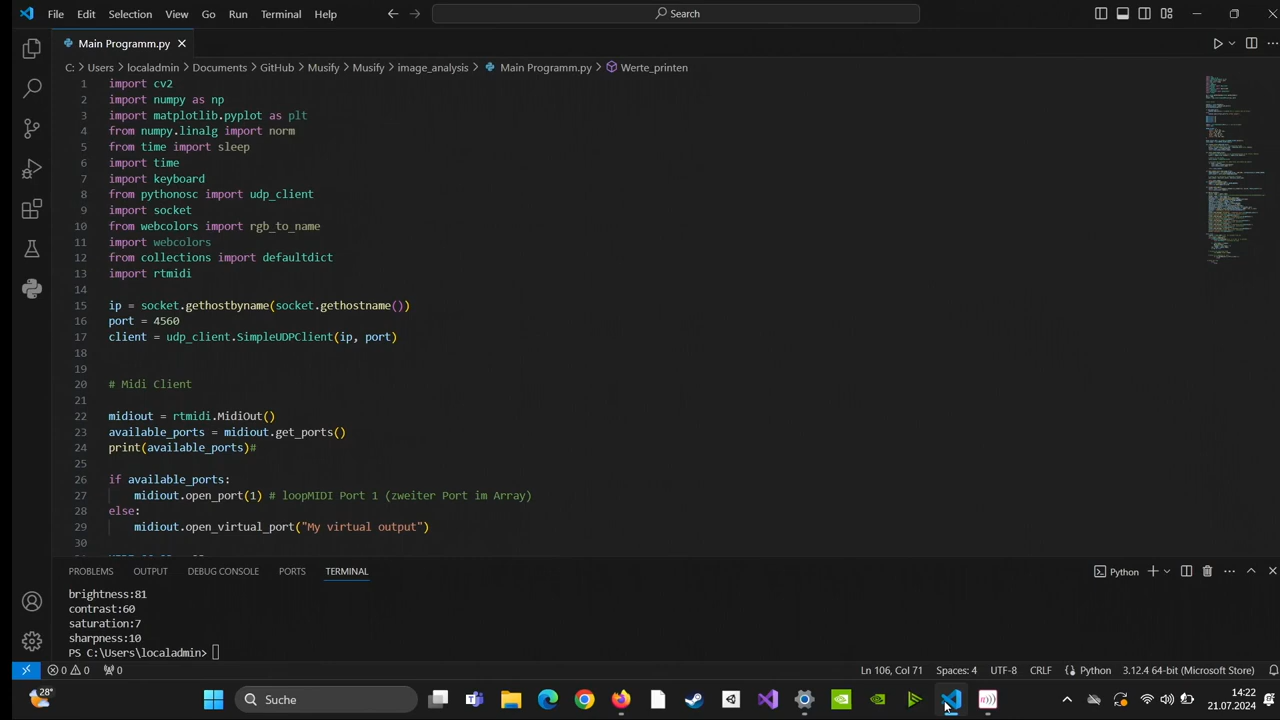 File Edit Selection View Go Run Terminal Help Search
Main Programm.py
C: > Users > localadmin > Documents > GitHub > Musify > Musify > image_analysis > Main Programm.py > Werte_printen
1 import cv2
2 import numpy as np
3 import matplotlib.pyplot as plt
4 from numpy.linalg import norm
5 from time import sleep
6 import time
7 import keyboard
8 from pythonosc import udp_client
9 import socket
10 from webcolors import rgb_to_name
11 import webcolors
12 from collections import defaultdict
13 import rtmidi
14
15 ip = socket.gethostbyname(socket.gethostname())
16 port = 4560
17 client = udp_client.SimpleUDPClient(ip, port)
18
19
20 # Midi Client
21
22 midiout = rtmidi.MidiOut()
23 available_ports = midiout.get_ports()
24 print(available_ports)#
25
26 if available_ports:
27 midiout.open_port(1) # loopMIDI Port 1 (zweiter Port im Array)
28 else:
29 midiout.open_virtual_port("My virtual output")
30
PROBLEMS OUTPUT DEBUG CONSOLE PORTS TERMINAL Python
brightness:81
contrast:60
saturation:7
sharpness:10
PS C:\Users\localadmin>
0 0 0 Ln 106, Col 71 Spaces: 4 UTF-8 CRLF Python 3.12.4 64-bit (Microsoft Store)
28° Suche 14:22
21.07.2024